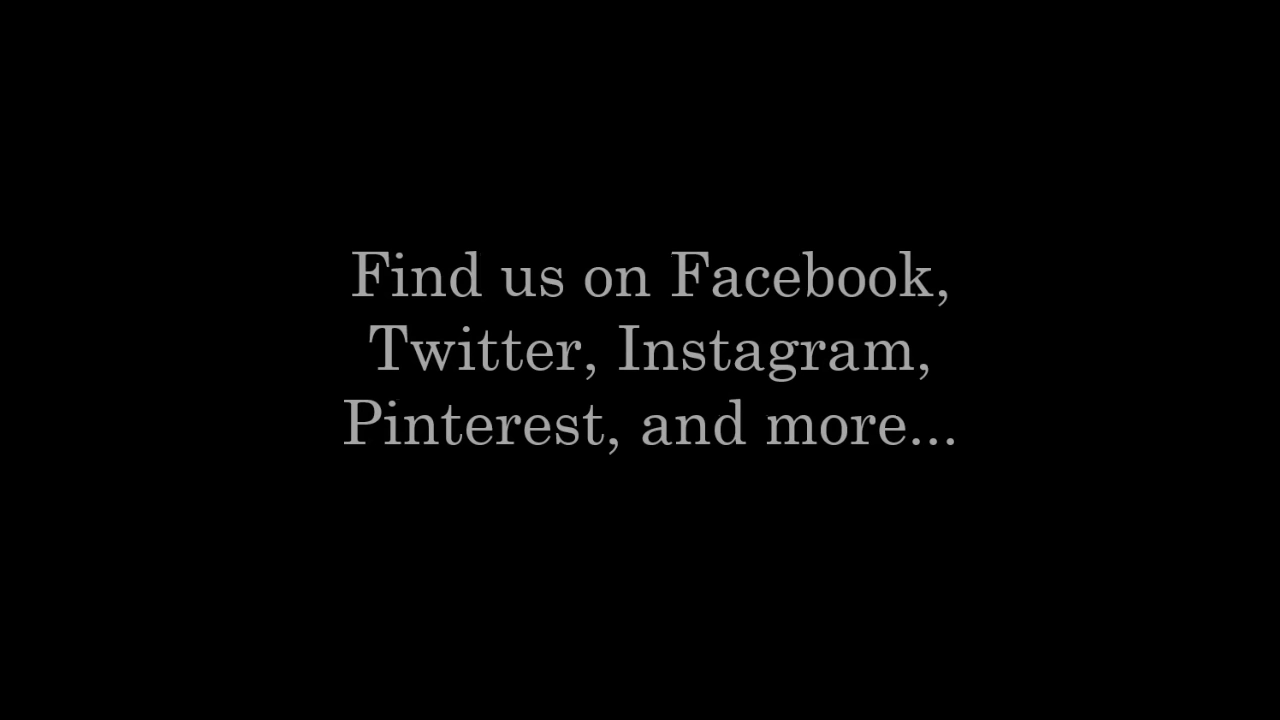 Find us on Facebook,
Twitter, Instagram,
Pinterest, and more...